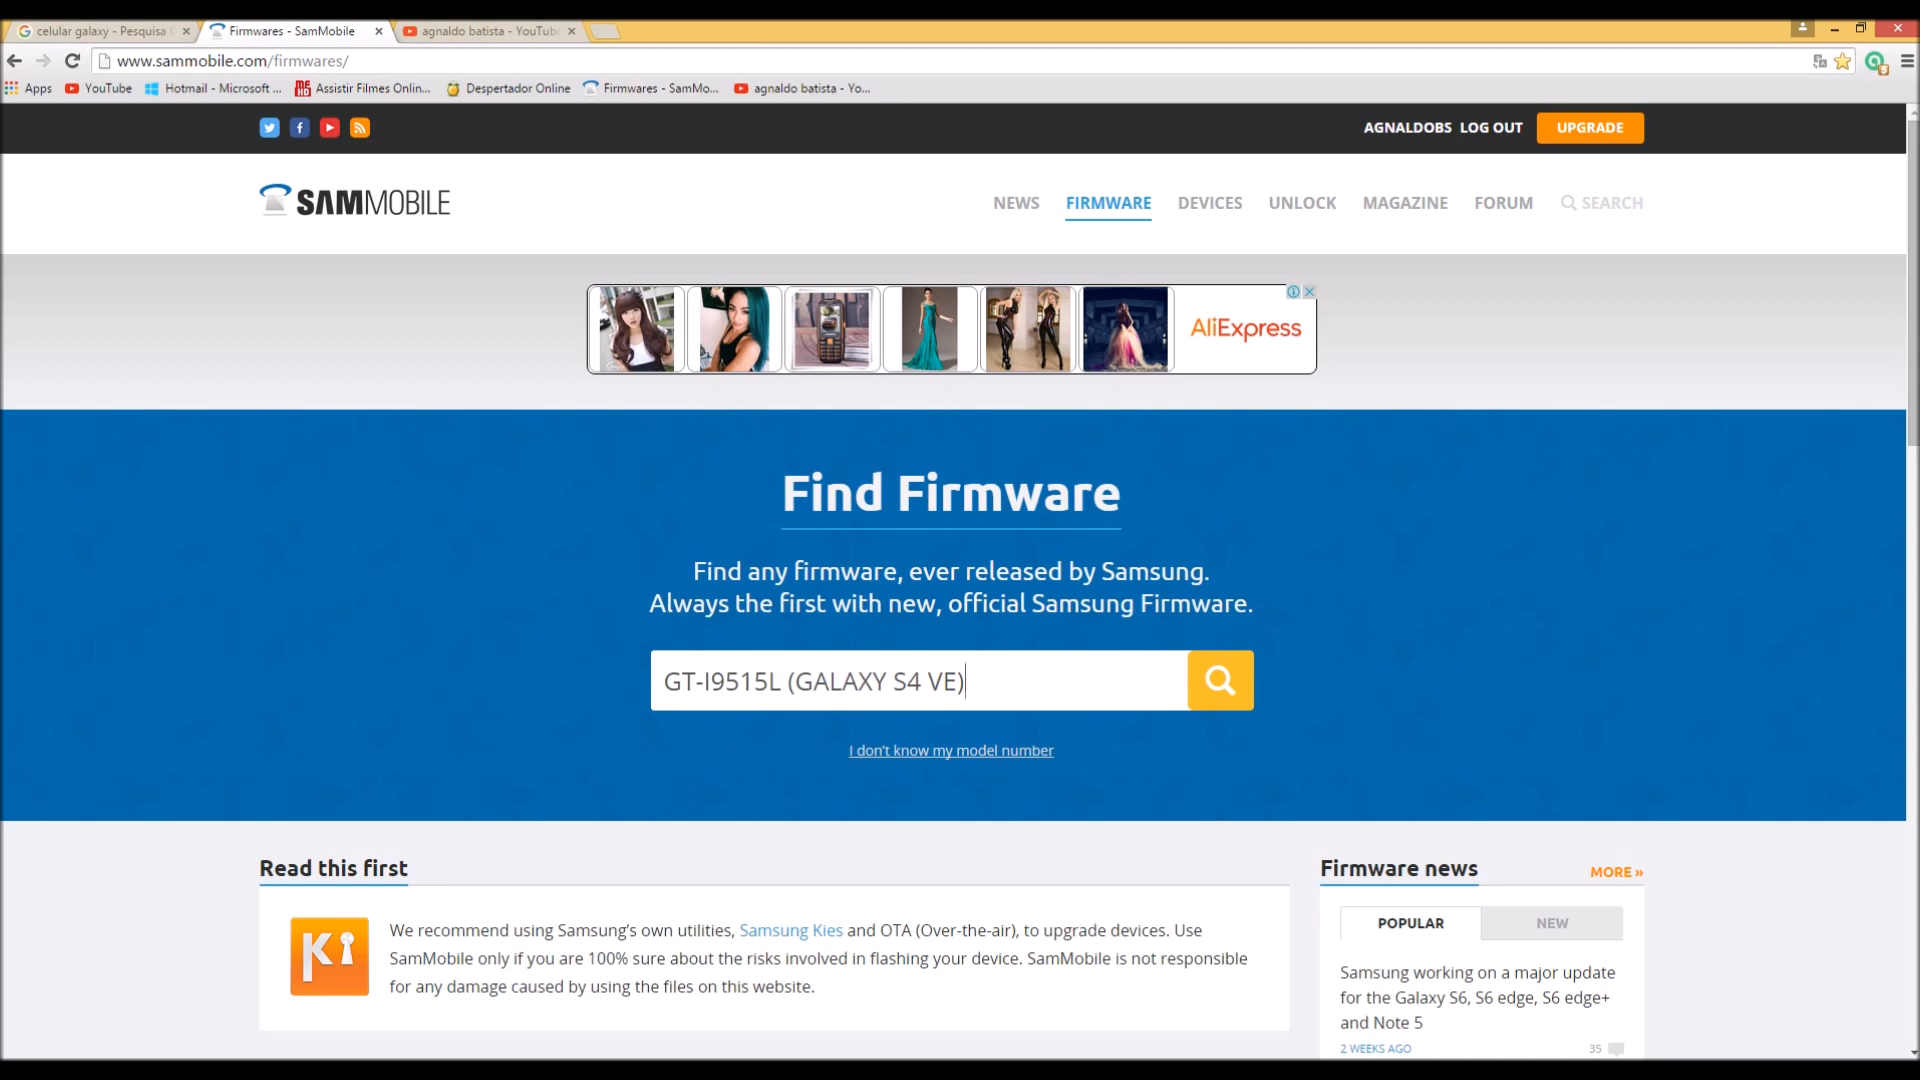 celular galaxy - Pesquisa
Firmwares - SamMobile
agnaldo batista - YouTube
www.sammobile.com/firmwares/
Apps
YouTube
Hotmail - Microsoft ...
Assistir Filmes Onlin...
Despertador Online
Firmwares - SamMo...
agnaldo batista - Yo...
AGNALDOBS LOG OUT UPGRADE
SAMMOBILE
NEWS FIRMWARE DEVICES UNLOCK MAGAZINE FORUM SEARCH
AliExpress
Find Firmware
Find any firmware, ever released by Samsung.
Always the first with new, official Samsung Firmware.
GT-I9515L (GALAXY S4 VE)
I don't know my model number
Read this first
We recommend using Samsung's own utilities, Samsung Kies and OTA (Over-the-air), to upgrade devices. Use
SamMobile only if you are 100% sure about the risks involved in flashing your device. SamMobile is not responsible
for any damage caused by using the files on this website.
Firmware news MORE »
POPULAR NEW
Samsung working on a major update
for the Galaxy S6, S6 edge, S6 edge+
and Note 5
2 WEEKS AGO 35